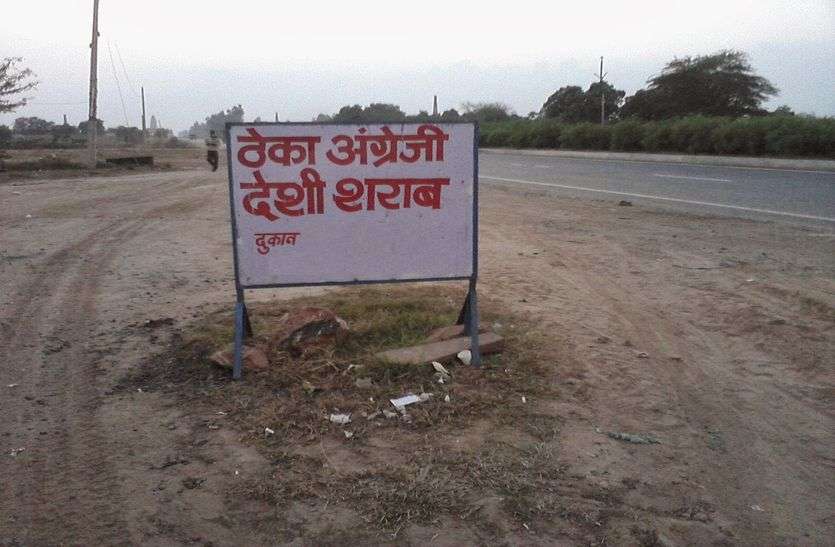 ठेका अंग्रेजी
देशी शराब
दुकान